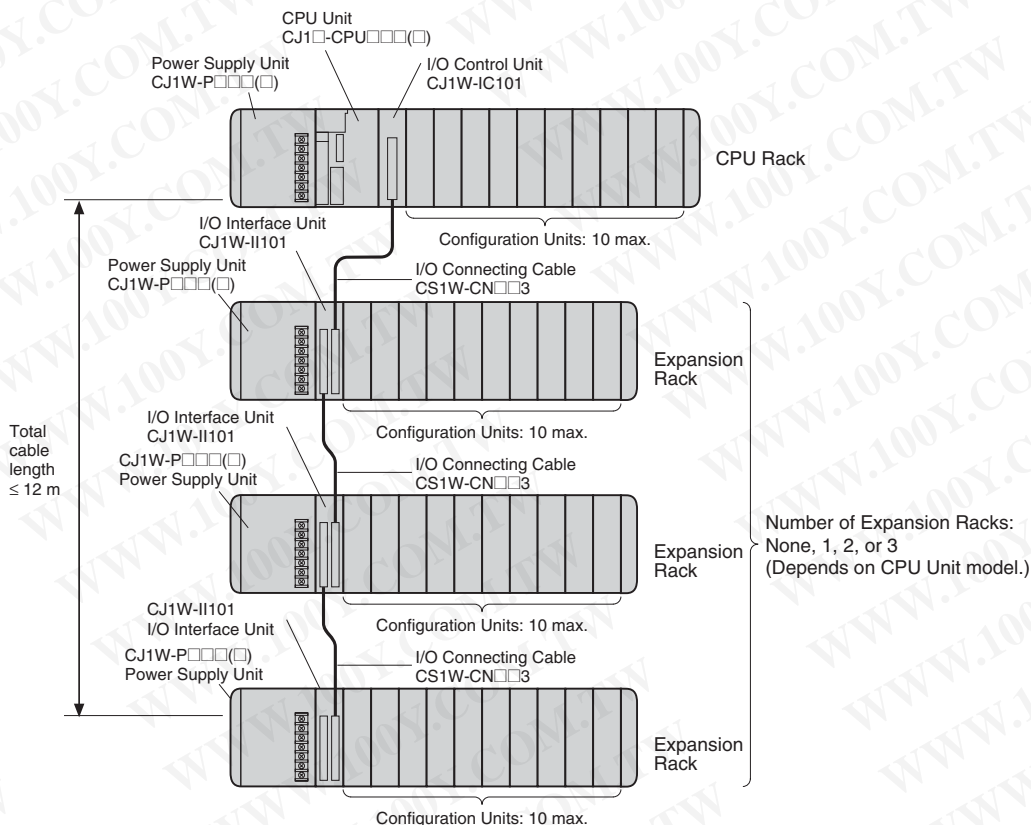 CPU Unit
CJ1□-CPU□□□(□)
Power Supply Unit
CJ1W-P□□□(□)
I/O Control Unit
CJ1W-IC101
CPU Rack
I/O Interface Unit
CJ1W-II101
Configuration Units: 10 max.
Power Supply Unit
CJ1W-P□□□(□)
I/O Connecting Cable
CS1W-CN□□3
Expansion
Rack
I/O Interface Unit
CJ1W-II101
Configuration Units: 10 max.
Total
cable
length
≤ 12 m
CJ1W-P□□□(□)
Power Supply Unit
I/O Connecting Cable
CS1W-CN□□3
Number of Expansion Racks:
None, 1, 2, or 3
(Depends on CPU Unit model.)
Expansion
Rack
CJ1W-II101
I/O Interface Unit
Configuration Units: 10 max.
CJ1W-P□□□(□)
Power Supply Unit
I/O Connecting Cable
CS1W-CN□□3
Expansion
Rack
Configuration Units: 10 max.
WWW.100Y.COM.TW